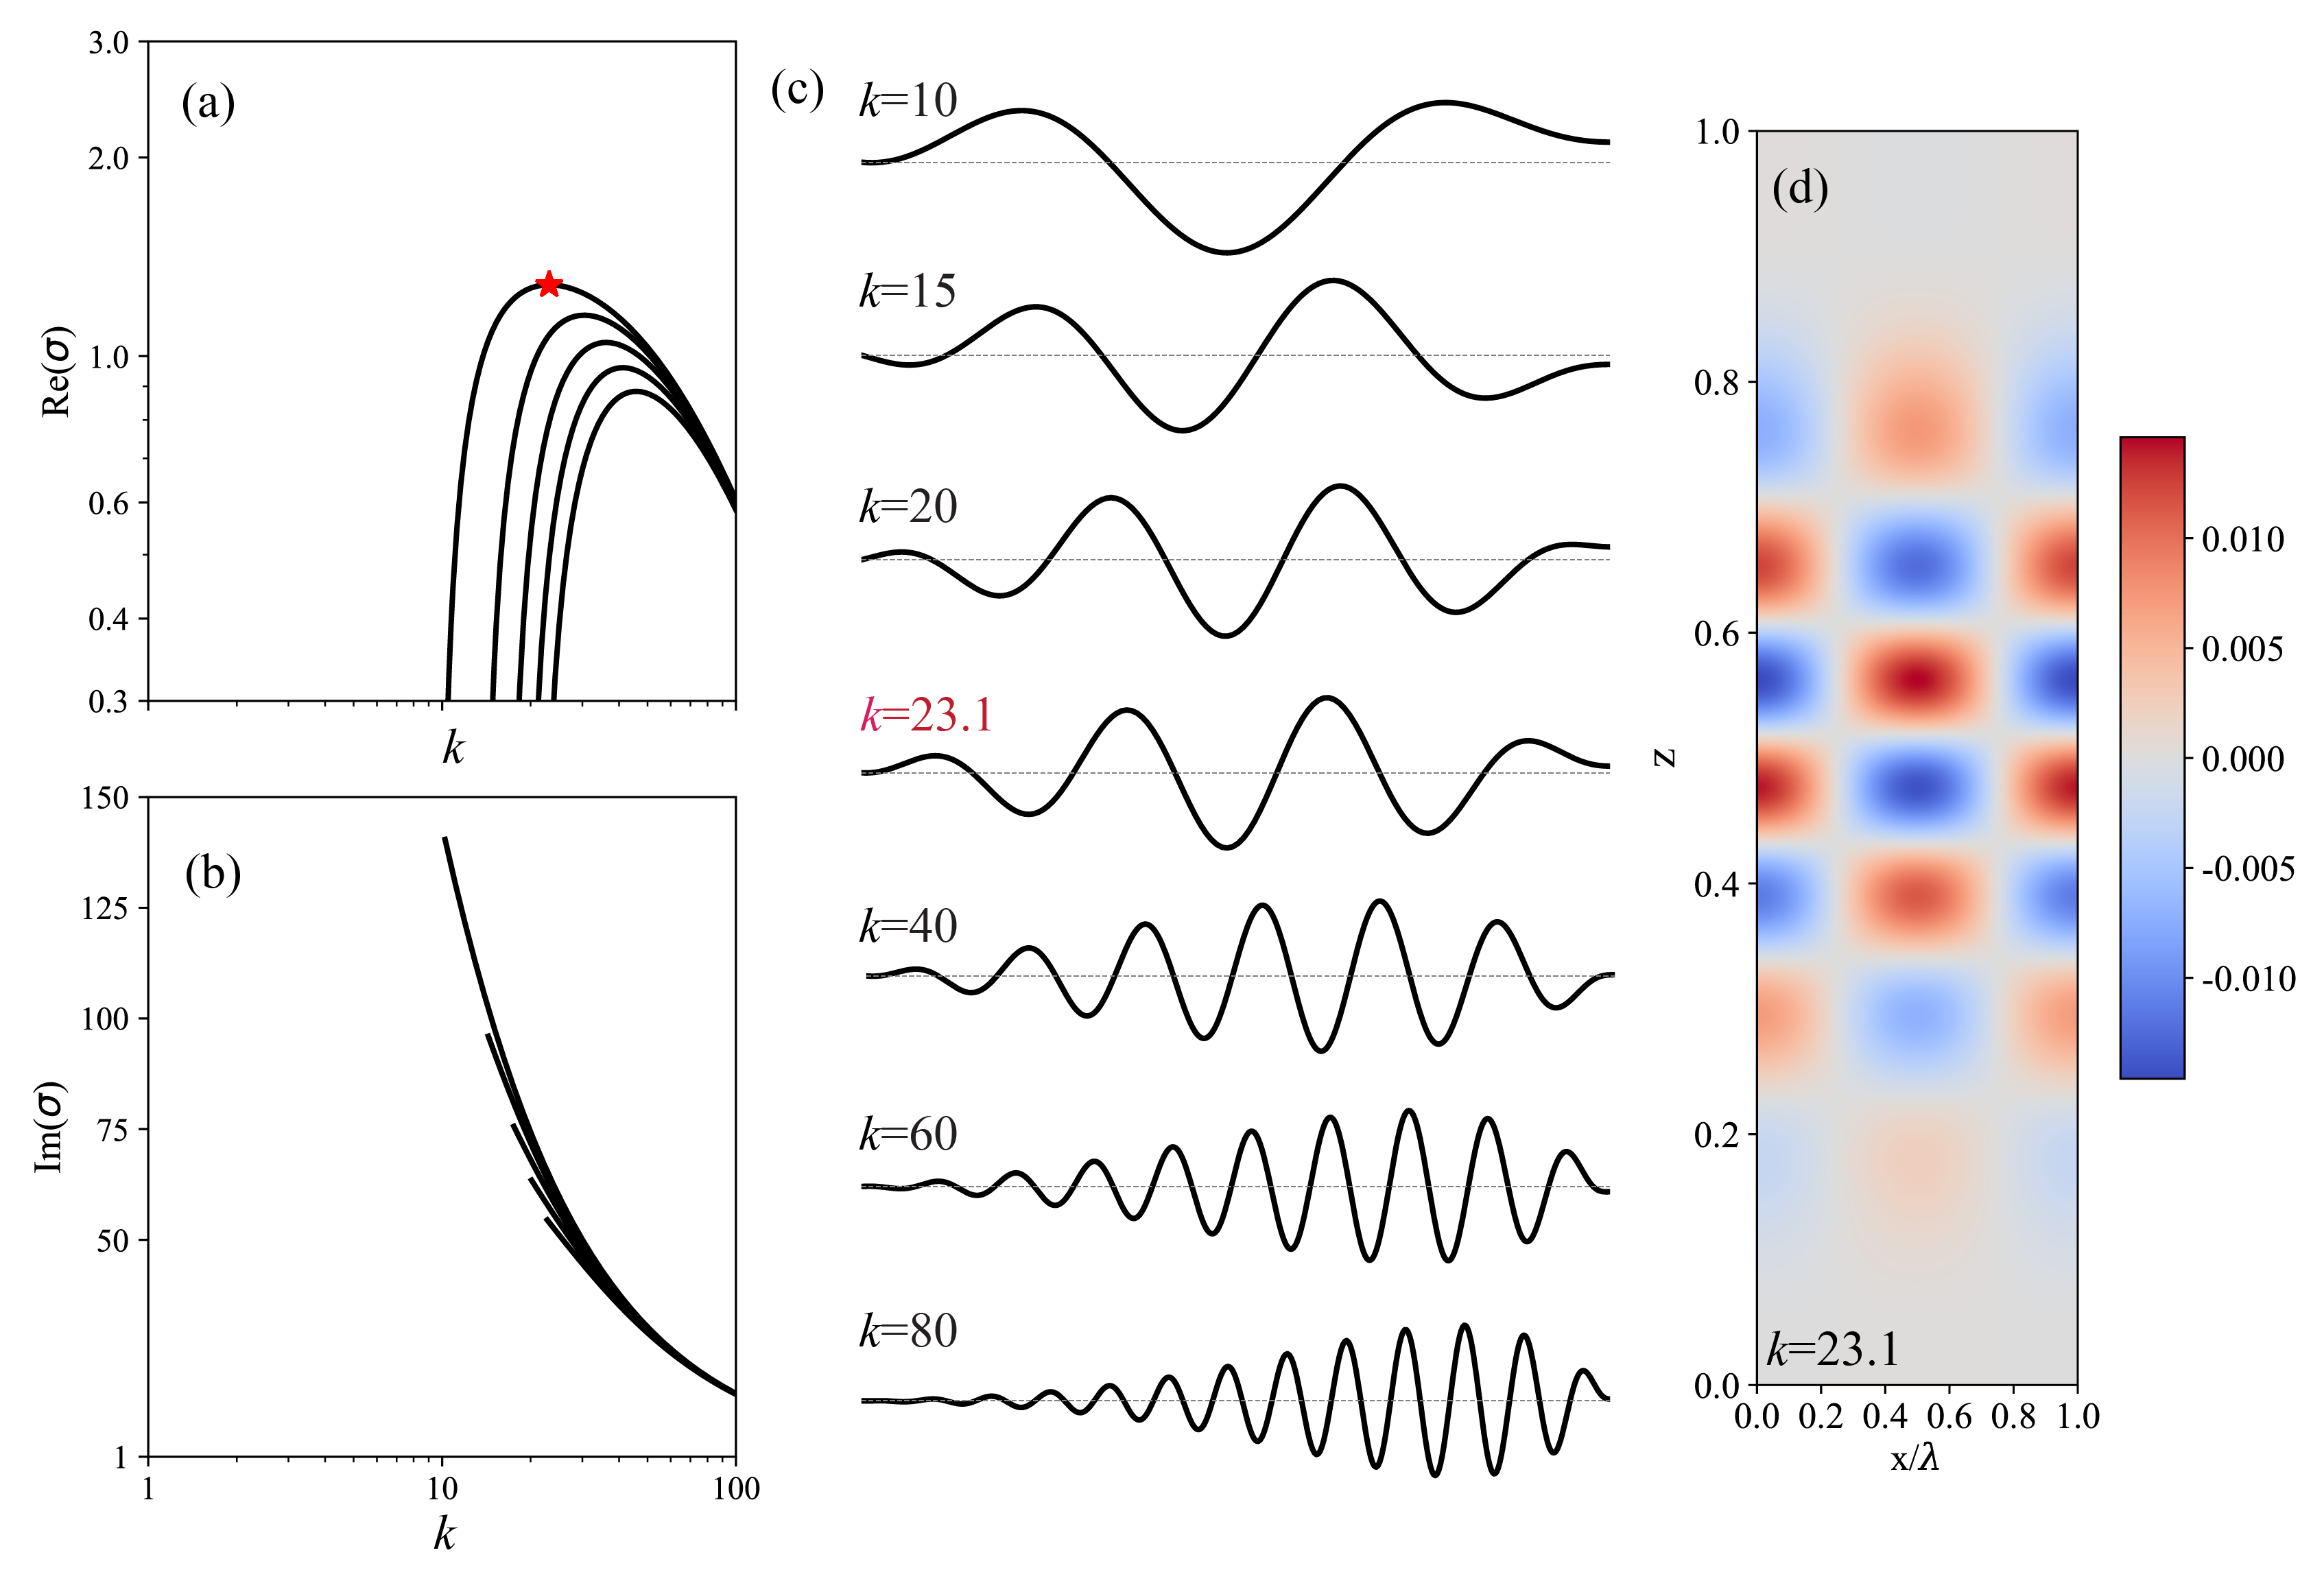 (a)
3.0
2.0
1.0
0.6
0.4
0.3
Re(σ)
k
(b)
150
125
100
75
50
1
Im(σ)
1 10 100
k
(c)
k=10
k=15
k=20
k=23.1
k=40
k=60
k=80
(d)
1.0
0.8
0.6
0.4
0.2
0.0
z
k=23.1
0.0 0.2 0.4 0.6 0.8 1.0
x/λ
0.010
0.005
0.000
-0.005
-0.010